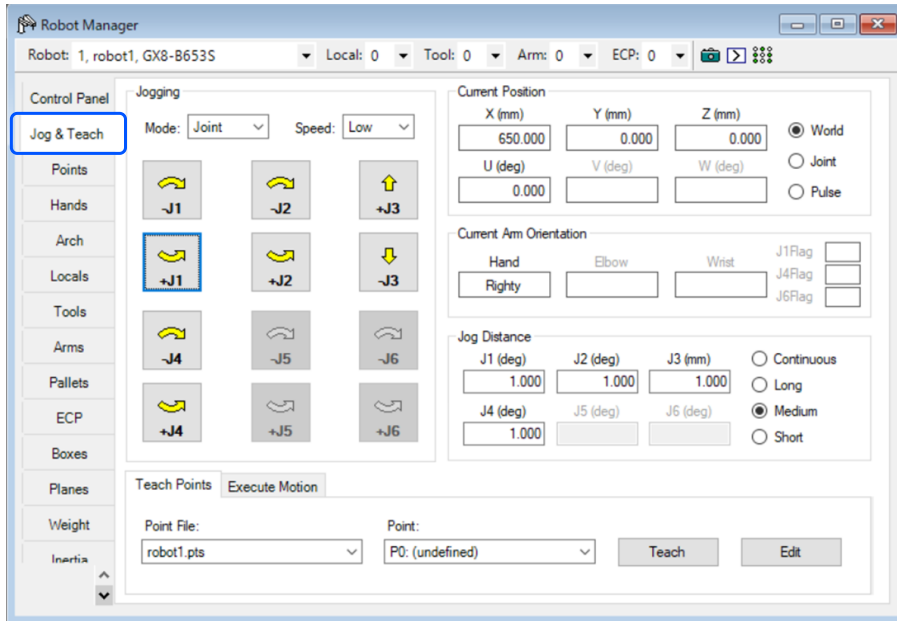 Robot Manager
Robot: 1, robot1, GX8-B653S Local: 0 Tool: 0 Arm: 0 ECP: 0
Control Panel
Jog & Teach
Points
Hands
Arch
Locals
Tools
Arms
Pallets
ECP
Boxes
Planes
Weight
Inertia
Jogging
Mode: Joint Speed: Low
-J1 -J2 +J3
+J1 +J2 -J3
-J4 -J5 -J6
+J4 +J5 +J6
Current Position
X (mm) Y (mm) Z (mm)
650.000 0.000 0.000
U (deg) V (deg) W (deg)
0.000
World
Joint
Pulse
Current Arm Orientation
Hand Elbow Wrist
Righty
J1Flag
J4Flag
J6Flag
Jog Distance
J1 (deg) J2 (deg) J3 (mm)
1.000 1.000 1.000
J4 (deg) J5 (deg) J6 (deg)
1.000
Continuous
Long
Medium
Short
Teach Points Execute Motion
Point File: Point:
robot1.pts P0: (undefined) Teach Edit